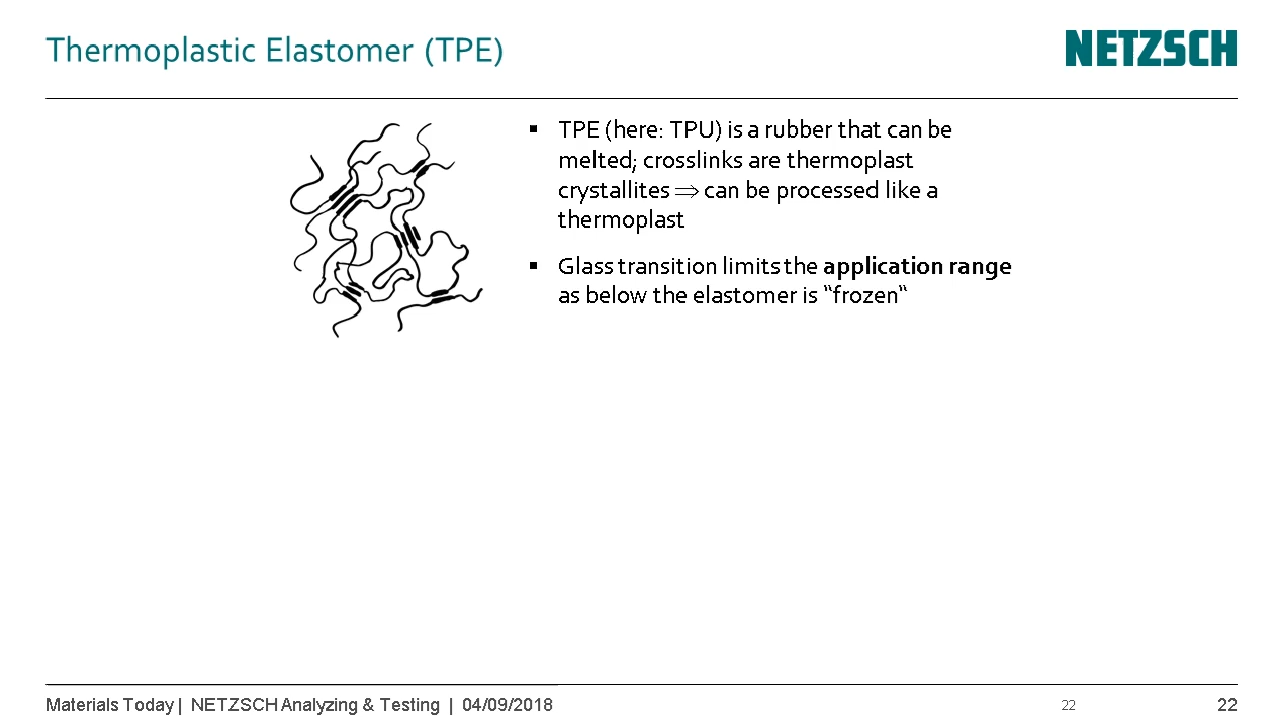 Thermoplastic Elastomer (TPE)
NETZSCH
▪ TPE (here: TPU) is a rubber that can be
melted; crosslinks are thermoplast
crystallites ⇒ can be processed like a
thermoplast
▪ Glass transition limits the application range
as below the elastomer is “frozen“
Materials Today | NETZSCH Analyzing & Testing | 04/09/2018
22
22